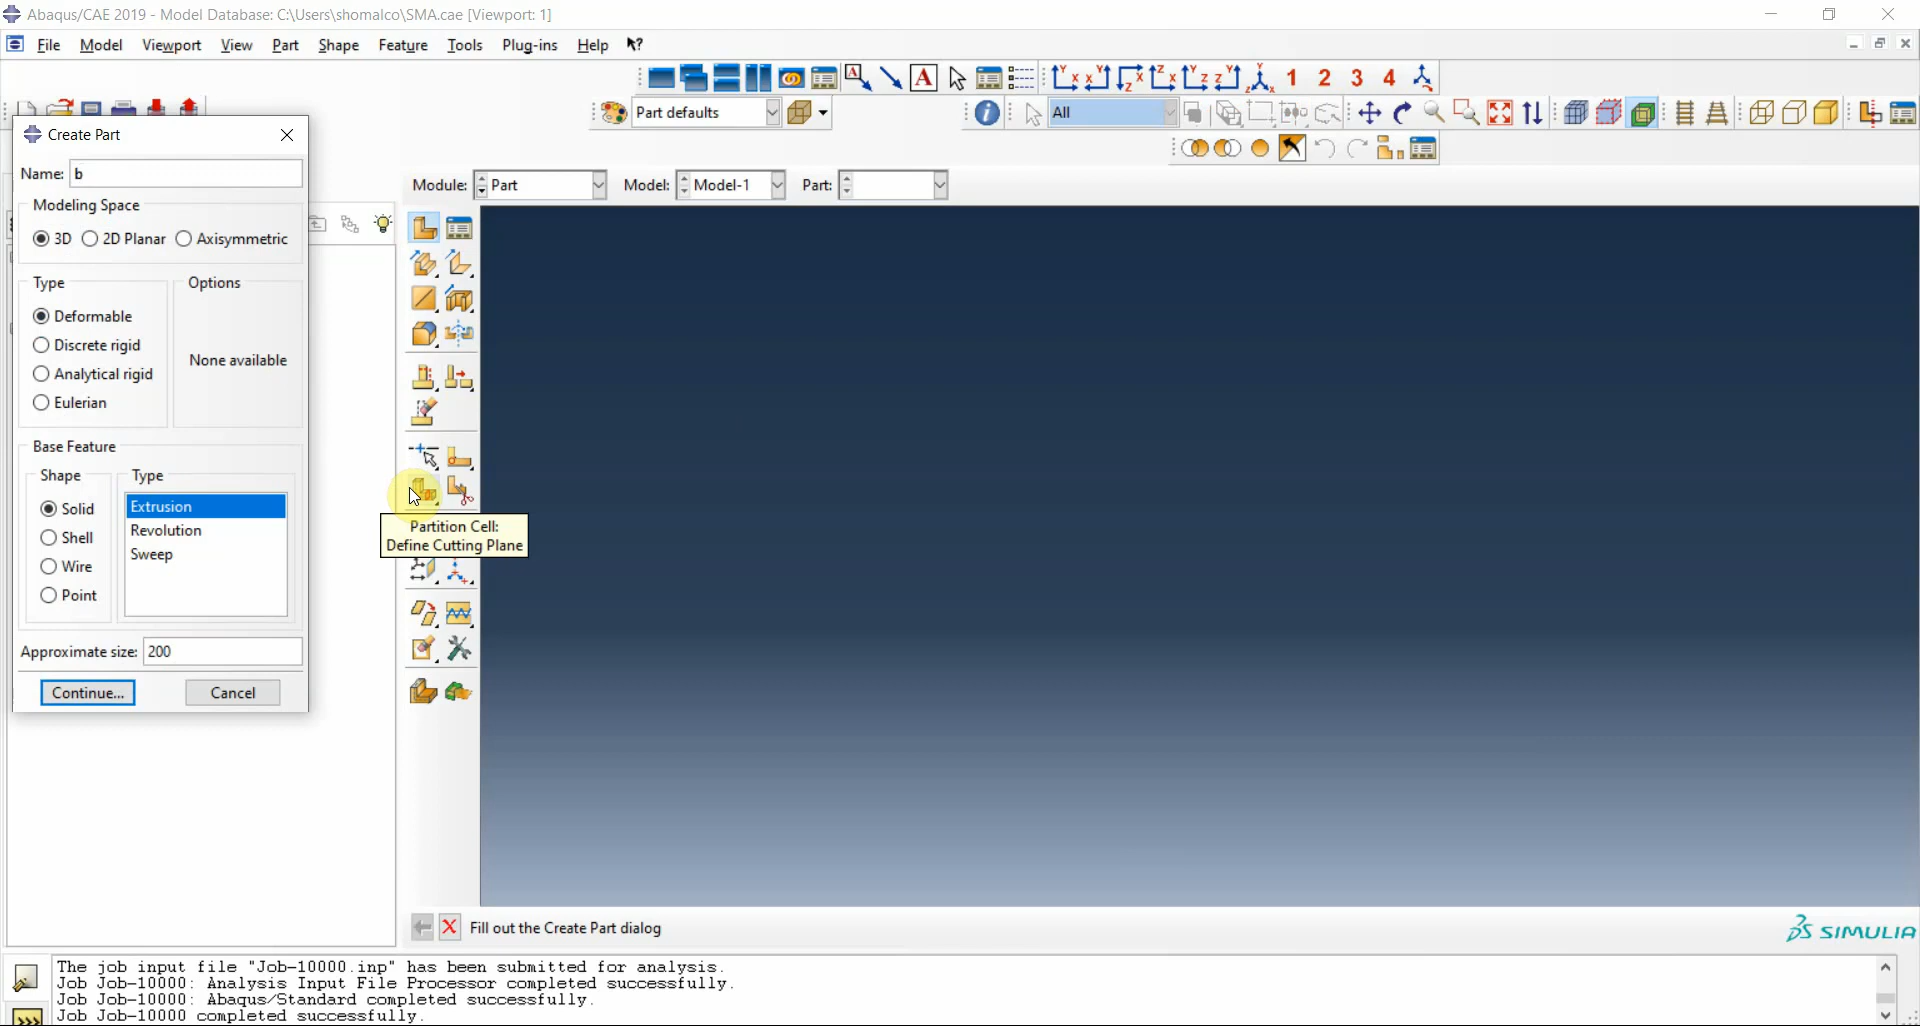 Abaqus/CAE 2019 - Model Database: C:\Users\shomalco\SMA.cae [Viewport: 1]
File Model Viewport View Part Shape Feature Tools Plug-ins Help
1 2 3 4
Part defaults
All
Create Part
Name: b
Modeling Space
3D 2D Planar Axisymmetric
Type
Options
Deformable
Discrete rigid
Analytical rigid
Eulerian
None available
Base Feature
Shape
Type
Solid
Shell
Wire
Point
Extrusion
Revolution
Sweep
Approximate size: 200
Continue...
Cancel
Module: Part Model: Model-1 Part:
Partition Cell:
Define Cutting Plane
Fill out the Create Part dialog
SIMULIA
The job input file "Job-10000.inp" has been submitted for analysis.
Job Job-10000: Analysis Input File Processor completed successfully.
Job Job-10000: Abaqus/Standard completed successfully.
Job Job-10000 completed successfully.